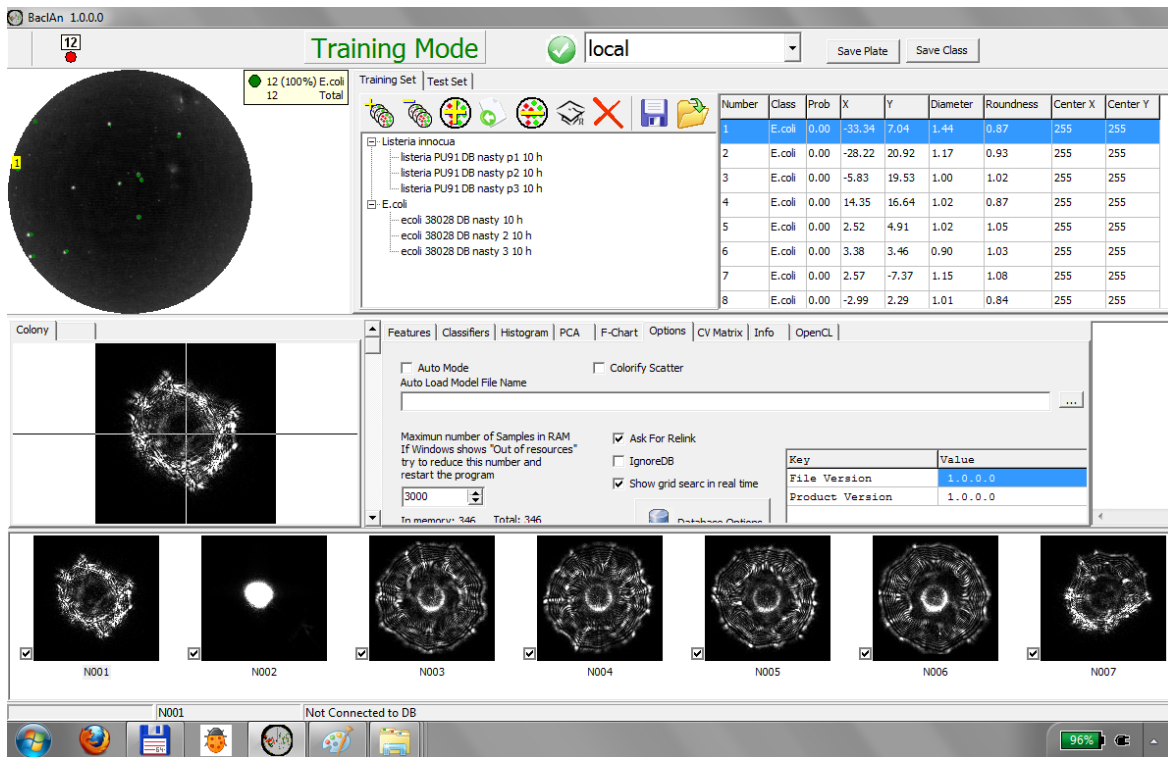 BacIAn 1.0.0.0
12
Training Mode
local
Save Plate
Save Class
12 (100%) E.coli
12 Total
1
Training Set
Test Set
Listeria innocua
listeria PU91 DB nasty p1 10 h
listeria PU91 DB nasty p2 10 h
listeria PU91 DB nasty p3 10 h
E.coli
ecoli 38028 DB nasty 10 h
ecoli 38028 DB nasty 2 10 h
ecoli 38028 DB nasty 3 10 h
Number Class Prob X Y Diameter Roundness Center X Center Y
1 E.coli 0.00 -33.34 7.04 1.44 0.87 255 255
2 E.coli 0.00 -28.22 20.92 1.17 0.93 255 255
3 E.coli 0.00 -5.83 19.53 1.00 1.02 255 255
4 E.coli 0.00 14.35 16.64 1.02 0.87 255 255
5 E.coli 0.00 2.52 4.91 1.02 1.05 255 255
6 E.coli 0.00 3.38 3.46 0.90 1.03 255 255
7 E.coli 0.00 2.57 -7.37 1.15 1.08 255 255
8 E.coli 0.00 -2.99 2.29 1.01 0.84 255 255
Colony
Features Classifiers Histogram PCA F-Chart Options CV Matrix Info OpenCL
Auto Mode
Colorify Scatter
Auto Load Model File Name
...
Maximun number of Samples in RAM
If Windows shows "Out of resources"
try to reduce this number and
restart the program
3000
In memory: 346 Total: 346
Ask For Relink
IgnoreDB
Show grid searc in real time
Database Options
Key Value
File Version 1.0.0.0
Product Version 1.0.0.0
N001
N002
N003
N004
N005
N006
N007
N001
Not Connected to DB
64
96%